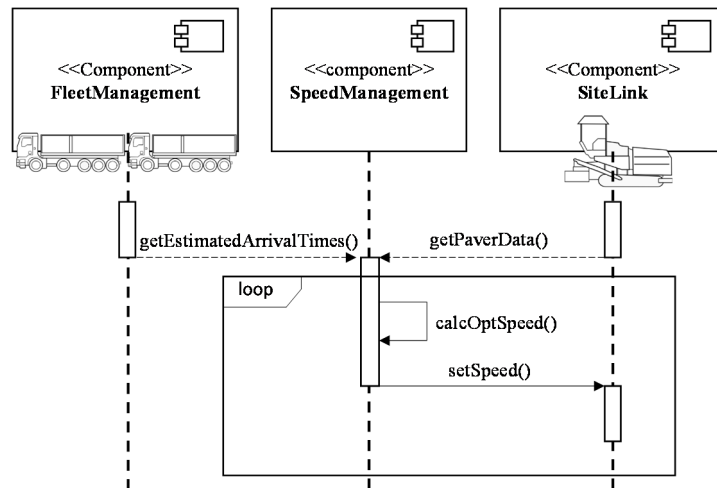 <<Component>>
FleetManagement
<<component>>
SpeedManagement
<<Component>>
SiteLink
getEstimatedArrivalTimes()
getPaverData()
loop
calcOptSpeed()
setSpeed()